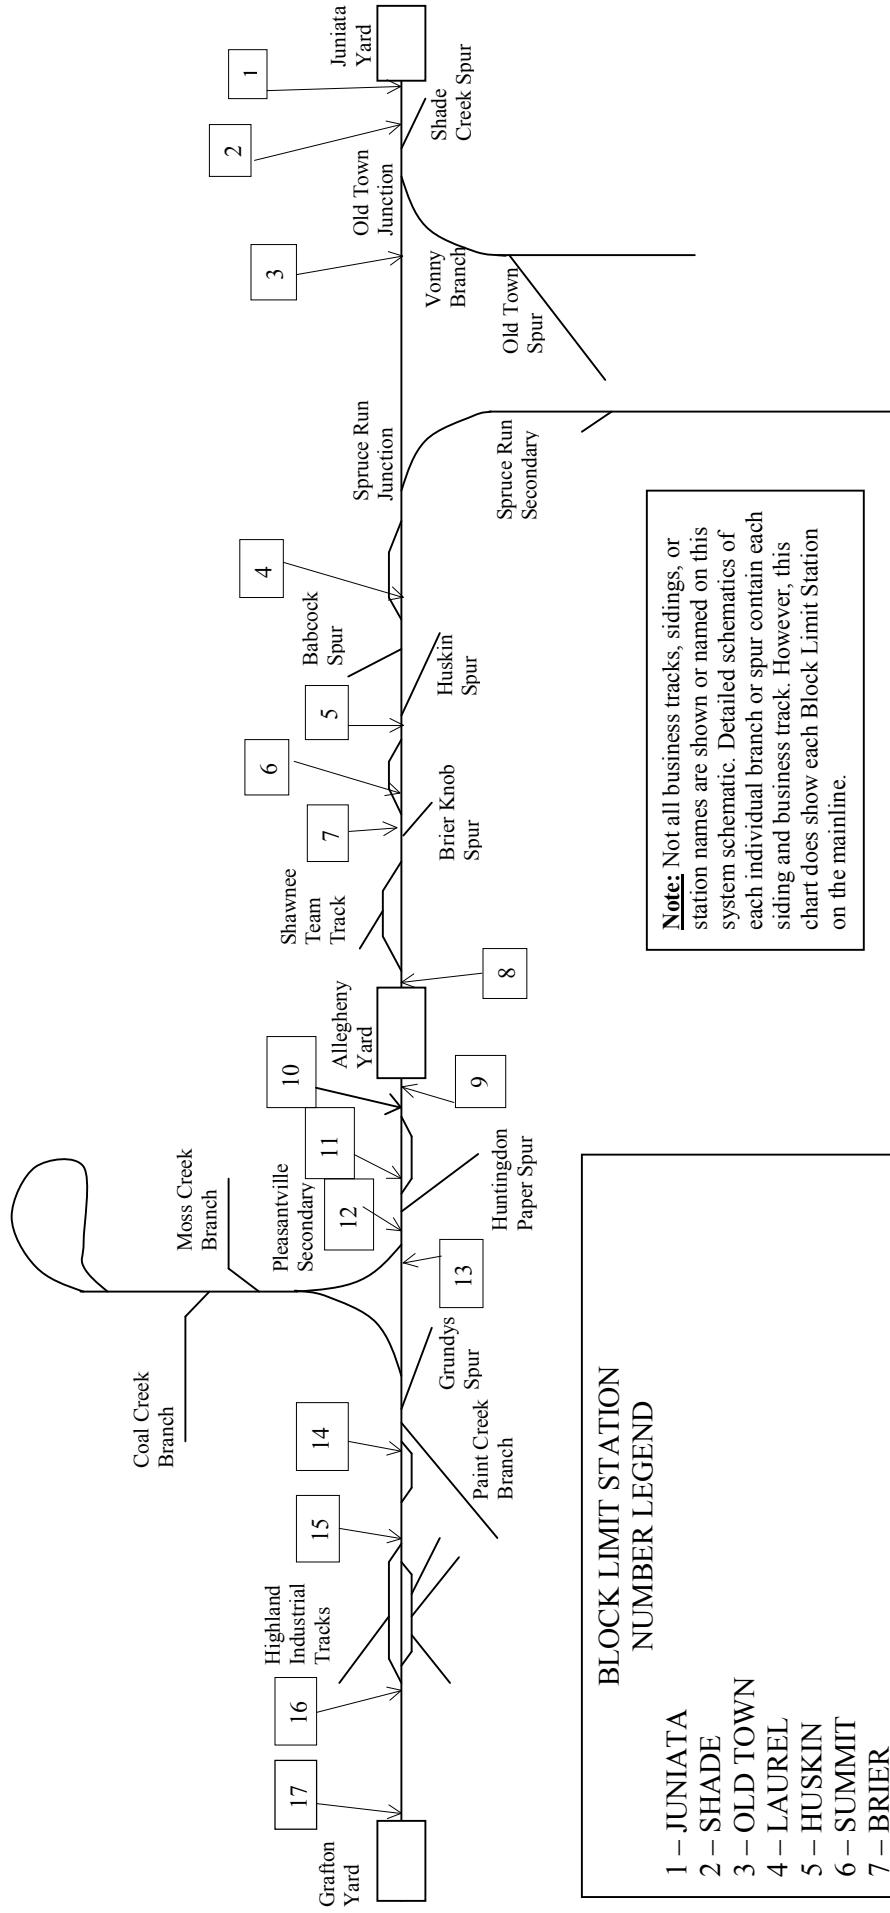 Grafton
Yard
17
16
Highland
Industrial
Tracks
15
14
Paint Creek
Branch
Grundys
Spur
Coal Creek
Branch
Moss Creek
Branch
Pleasantville
Secondary
13
12
11
10
Huntingdon
Paper Spur
9
Allegheny
Yard
8
Shawnee
Team
Track
7
Brier Knob
Spur
6
5
Huskin
Spur
Babcock
Spur
4
Spruce Run
Junction
Spruce Run
Secondary
3
Old Town
Junction
Vonny
Branch
Old Town
Spur
2
1
Shade
Creek Spur
Juniata
Yard
BLOCK LIMIT STATION
NUMBER LEGEND
1 – JUNIATA
2 – SHADE
3 – OLD TOWN
4 – LAUREL
5 – HUSKIN
6 – SUMMIT
7 – BRIER
Note: Not all business tracks, sidings, or
station names are shown or named on this
system schematic. Detailed schematics of
each individual branch or spur contain each
siding and business track. However, this
chart does show each Block Limit Station
on the mainline.